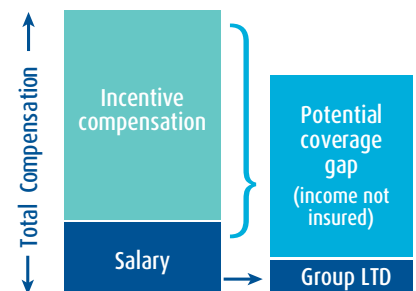 Total Compensation
Incentive
compensation
Salary
Potential
coverage
gap
(income not
insured)
Group LTD